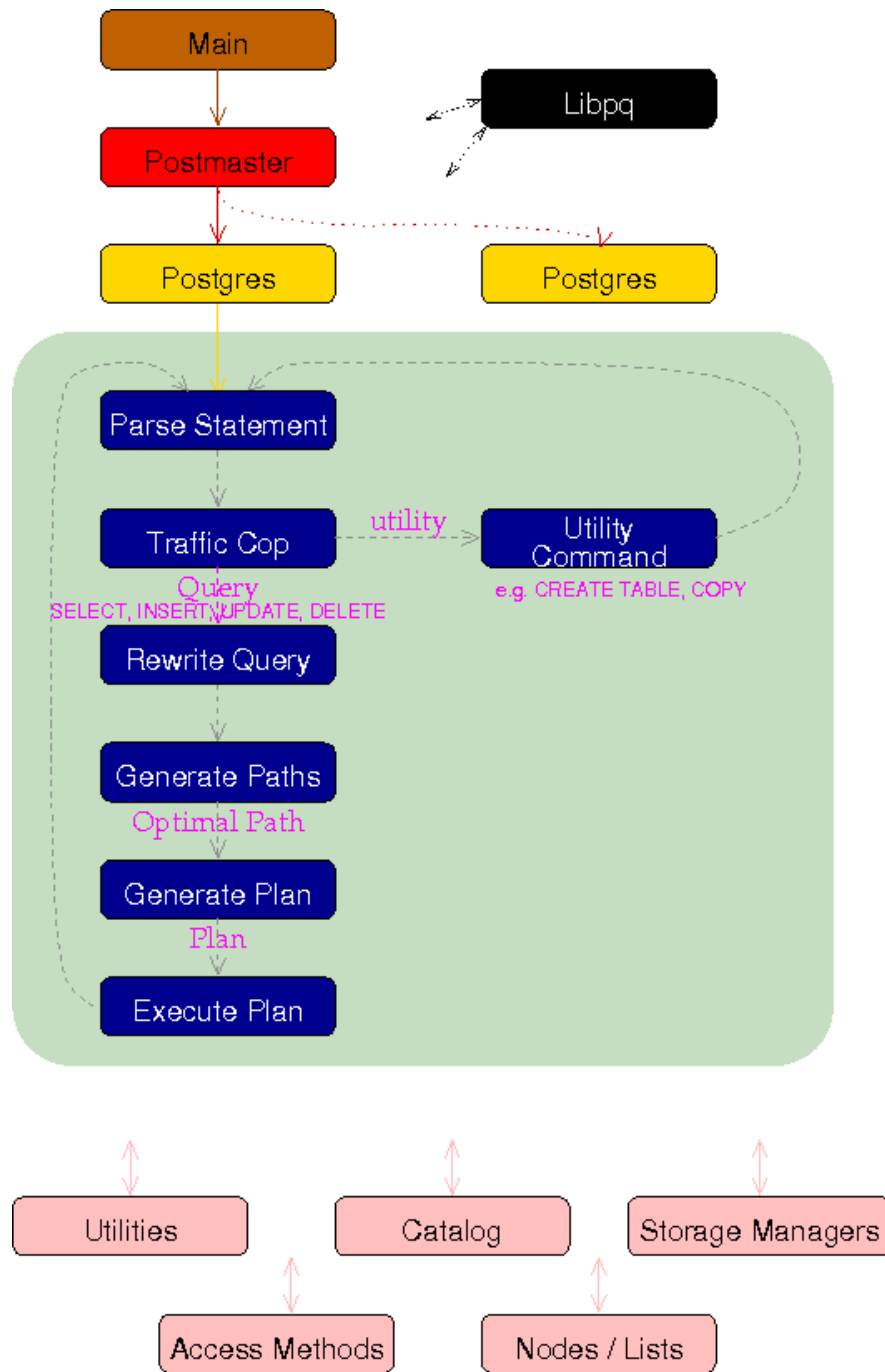 Main
Libpq
Postmaster
Postgres
Postgres
Parse Statement
Traffic Cop
utility
Utility
Command
Query
SELECT, INSERT, UPDATE, DELETE
e.g. CREATE TABLE, COPY
Rewrite Query
Generate Paths
Optimal Path
Generate Plan
Plan
Execute Plan
Utilities
Catalog
Storage Managers
Access Methods
Nodes / Lists